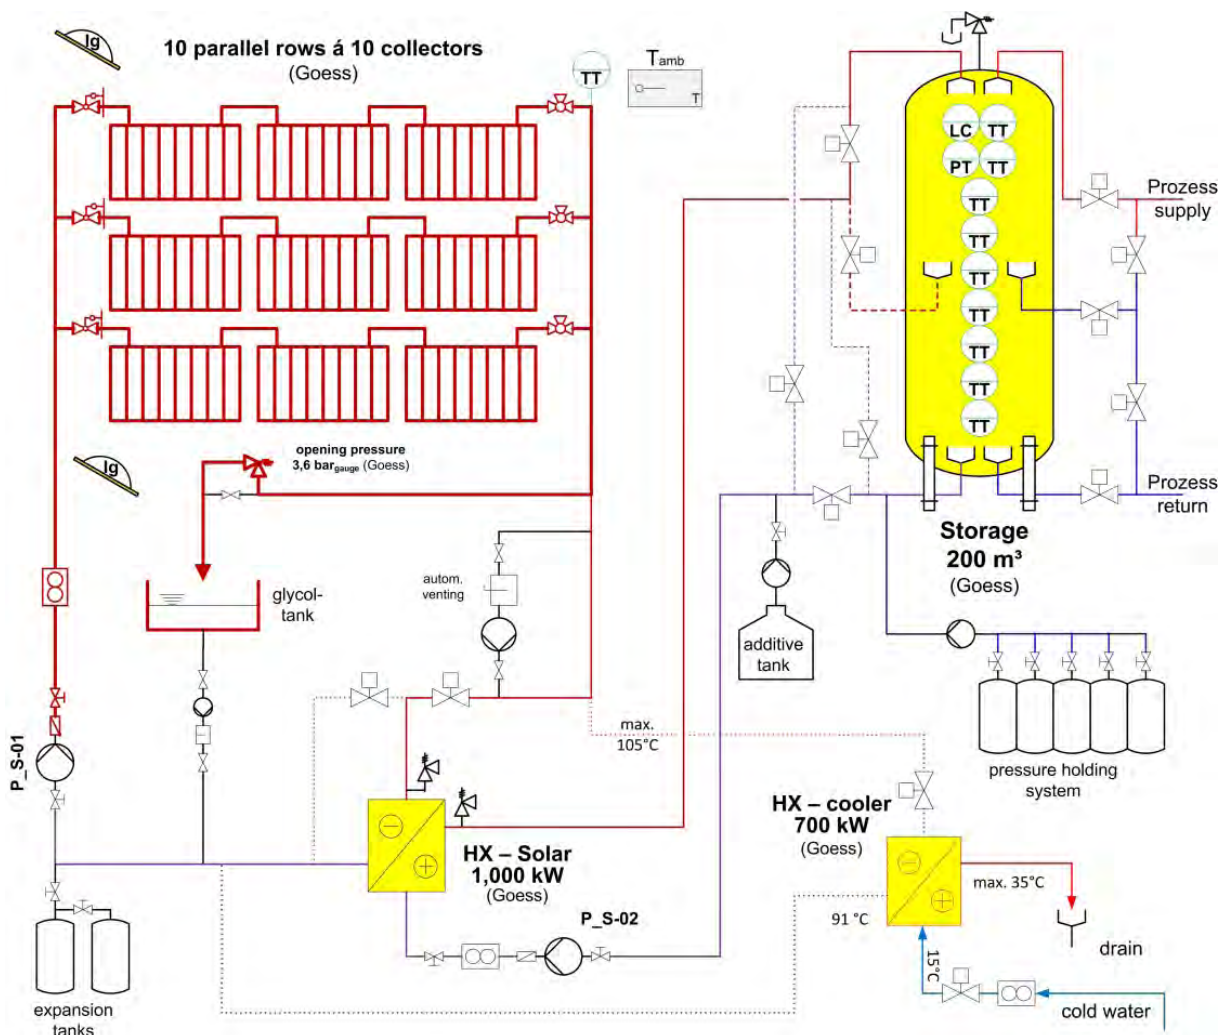 Ig
10 parallel rows á 10 collectors
(Goess)
TT
Tamb
T
LC
TT
PT
TT
TT
TT
TT
TT
TT
TT
TT
Prozess
supply
Ig
opening pressure
3,6 bargauge (Goess)
Prozess
return
Storage
200 m³
(Goess)
glycol-
tank
autom.
venting
additive
tank
P_S-01
max.
105°C
pressure holding
system
HX – cooler
700 kW
(Goess)
HX – Solar
1,000 kW
(Goess)
max. 35°C
91 °C
P_S-02
drain
15°C
cold water
expansion
tanks